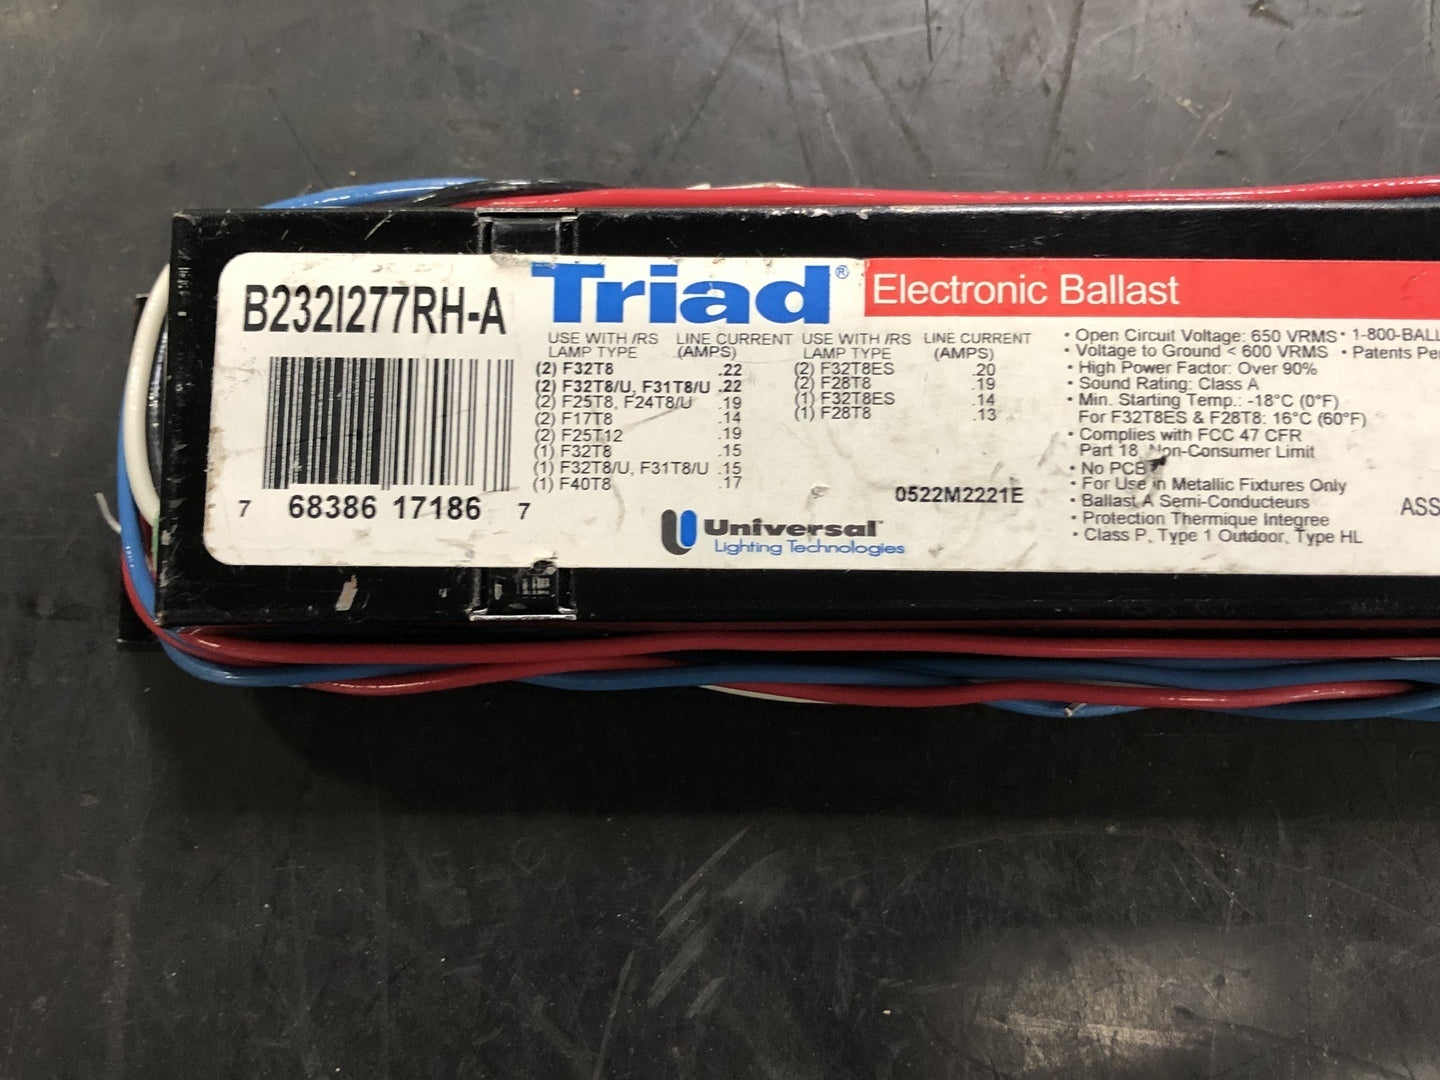 B232I277RH-A
7 68386 17186 7
Triad®
Electronic Ballast
USE WITH /RS LINE CURRENT
LAMP TYPE (AMPS)
(2) F32T8 .22
(2) F32T8/U, F31T8/U .22
(2) F25T8, F24T8/U .19
(2) F17T8 .14
(2) F25T12 .19
(1) F32T8 .15
(1) F32T8/U, F31T8/U .15
(1) F40T8 .17
USE WITH /RS LINE CURRENT
LAMP TYPE (AMPS)
(2) F32T8ES .20
(2) F28T8 .19
(1) F32T8ES .14
(1) F28T8 .13
0522M2221E
Universal™
Lighting Technologies
• Open Circuit Voltage: 650 VRMS • 1-800-BALL
• Voltage to Ground < 600 VRMS • Patents Pe
• High Power Factor: Over 90%
• Sound Rating: Class A
• Min. Starting Temp.: -18°C (0°F)
For F32T8ES & F28T8: 16°C (60°F)
• Complies with FCC 47 CFR
Part 18, Non-Consumer Limit
• No PCB
• For Use in Metallic Fixtures Only
• Ballast A Semi-Conducteurs
• Protection Thermique Integree
• Class P, Type 1 Outdoor, Type HL
ASS